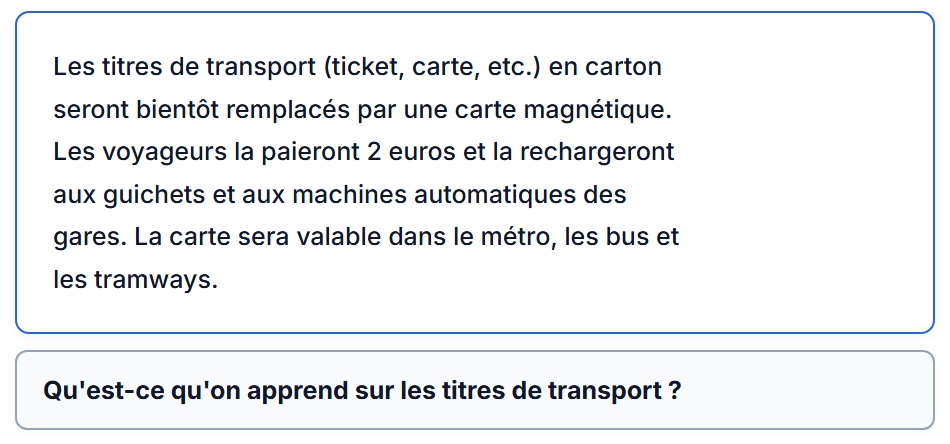 Les titres de transport (ticket, carte, etc.) en carton
seront bientôt remplacés par une carte magnétique.
Les voyageurs la paieront 2 euros et la rechargeront
aux guichets et aux machines automatiques des
gares. La carte sera valable dans le métro, les bus et
les tramways.
Qu'est-ce qu'on apprend sur les titres de transport ?